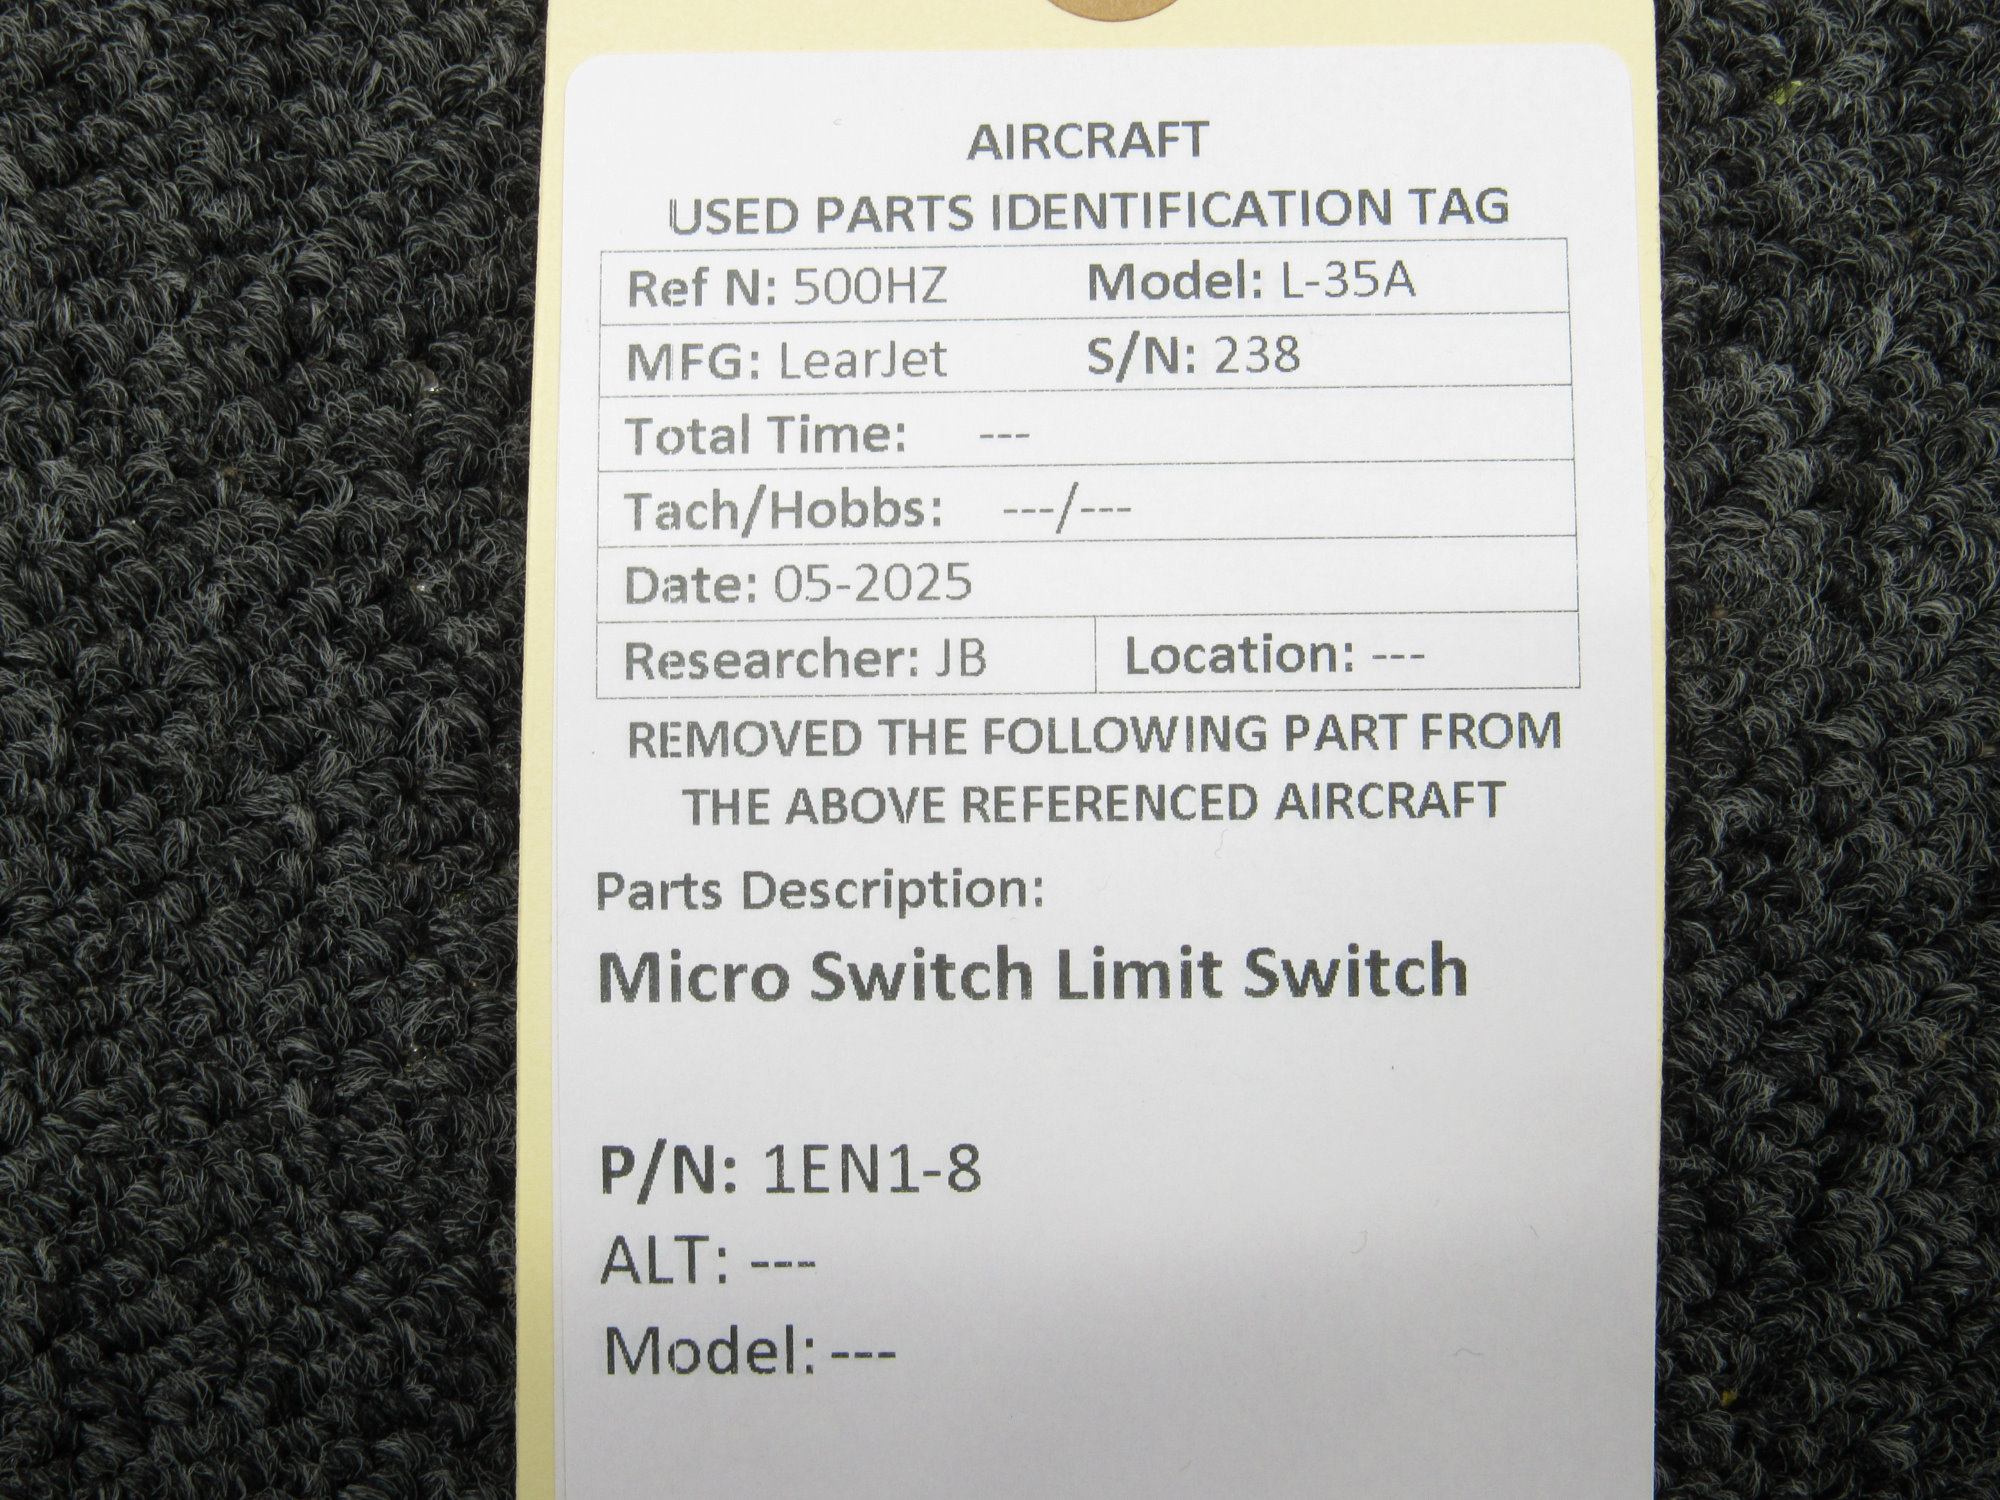 AIRCRAFT
USED PARTS IDENTIFICATION TAG
Ref N: 500HZ Model: L-35A
MFG: LearJet S/N: 238
Total Time: ---
Tach/Hobbs: ---/---
Date: 05-2025
Researcher: JB Location: ---
REMOVED THE FOLLOWING PART FROM
THE ABOVE REFERENCED AIRCRAFT
Parts Description:
Micro Switch Limit Switch
P/N: 1EN1-8
ALT: ---
Model: ---